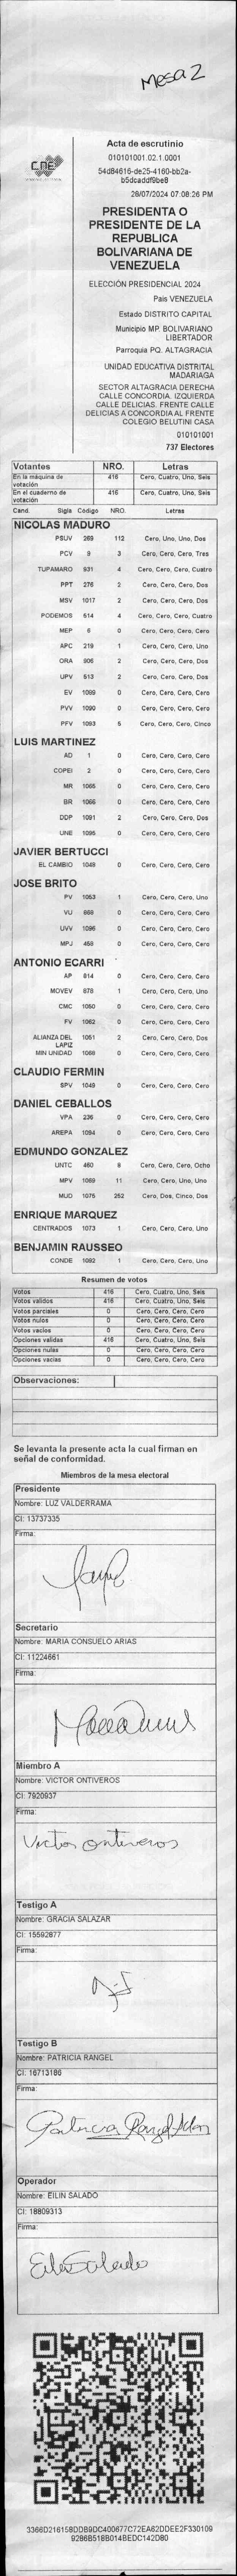 Mesa 2
CNE
Acta de escrutinio
010101001.02.1.0001
54d84616-de25-4160-bb2a-
b5dcaddf9be8
28/07/2024 07:08:26 PM
PRESIDENTA O
PRESIDENTE DE LA
REPUBLICA
BOLIVARIANA DE
VENEZUELA
ELECCIÓN PRESIDENCIAL 2024
Pais VENEZUELA
Estado DISTRITO CAPITAL
Municipio MP. BOLIVARIANO
LIBERTADOR
Parroquia PQ. ALTAGRACIA
UNIDAD EDUCATIVA DISTRITAL
MADARIAGA
SECTOR ALTAGRACIA DERECHA
CALLE CONCORDIA. IZQUIERDA
CALLE DELICIAS. FRENTE CALLE
DELICIAS A CONCORDIA AL FRENTE
COLEGIO BELUTINI CASA
010101001
737 Electores
Votantes NRO. Letras
En la máquina de votación 416 Cero, Cuatro, Uno, Seis
En el cuaderno de votación 416 Cero, Cuatro, Uno, Seis
Cand. Sigla Código NRO. Letras
NICOLAS MADURO
PSUV 269 112 Cero, Uno, Uno, Dos
PCV 9 3 Cero, Cero, Cero, Tres
TUPAMARO 931 4 Cero, Cero, Cero, Cuatro
PPT 276 2 Cero, Cero, Cero, Dos
MSV 1017 2 Cero, Cero, Cero, Dos
PODEMOS 514 4 Cero, Cero, Cero, Cuatro
MEP 6 0 Cero, Cero, Cero, Cero
APC 219 1 Cero, Cero, Cero, Uno
ORA 906 2 Cero, Cero, Cero, Dos
UPV 513 2 Cero, Cero, Cero, Dos
EV 1089 0 Cero, Cero, Cero, Cero
PVV 1090 0 Cero, Cero, Cero, Cero
PFV 1093 5 Cero, Cero, Cero, Cinco
LUIS MARTINEZ
AD 1 0 Cero, Cero, Cero, Cero
COPEI 2 0 Cero, Cero, Cero, Cero
MR 1065 0 Cero, Cero, Cero, Cero
BR 1066 0 Cero, Cero, Cero, Cero
DDP 1091 2 Cero, Cero, Cero, Dos
UNE 1095 0 Cero, Cero, Cero, Cero
JAVIER BERTUCCI
EL CAMBIO 1048 0 Cero, Cero, Cero, Cero
JOSE BRITO
PV 1053 1 Cero, Cero, Cero, Uno
VU 868 0 Cero, Cero, Cero, Cero
UVV 1096 0 Cero, Cero, Cero, Cero
MPJ 458 0 Cero, Cero, Cero, Cero
ANTONIO ECARRI
AP 814 0 Cero, Cero, Cero, Cero
MOVEV 878 1 Cero, Cero, Cero, Uno
CMC 1050 0 Cero, Cero, Cero, Cero
FV 1062 0 Cero, Cero, Cero, Cero
ALIANZA DEL LAPIZ 1051 2 Cero, Cero, Cero, Dos
MIN UNIDAD 1068 0 Cero, Cero, Cero, Cero
CLAUDIO FERMIN
SPV 1049 0 Cero, Cero, Cero, Cero
DANIEL CEBALLOS
VPA 236 0 Cero, Cero, Cero, Cero
AREPA 1094 0 Cero, Cero, Cero, Cero
EDMUNDO GONZALEZ
UNTC 460 8 Cero, Cero, Cero, Ocho
MPV 1069 11 Cero, Cero, Uno, Uno
MUD 1075 252 Cero, Dos, Cinco, Dos
ENRIQUE MARQUEZ
CENTRADOS 1073 1 Cero, Cero, Cero, Uno
BENJAMIN RAUSSEO
CONDE 1092 1 Cero, Cero, Cero, Uno
Resumen de votos
Votos 416 Cero, Cuatro, Uno, Seis
Votos validos 416 Cero, Cuatro, Uno, Seis
Votos parciales 0 Cero, Cero, Cero, Cero
Votos nulos 0 Cero, Cero, Cero, Cero
Votos vacios 0 Cero, Cero, Cero, Cero
Opciones validas 416 Cero, Cuatro, Uno, Seis
Opciones nulas 0 Cero, Cero, Cero, Cero
Opciones vacias 0 Cero, Cero, Cero, Cero
Observaciones:
Se levanta la presente acta la cual firman en
señal de conformidad.
Miembros de la mesa electoral
Presidente
Nombre: LUZ VALDERRAMA
CI: 13737335
Firma:
Secretario
Nombre: MARIA CONSUELO ARIAS
CI: 11224661
Firma:
Miembro A
Nombre: VICTOR ONTIVEROS
CI: 7920937
Firma:
Victor ontiveros
Testigo A
Nombre: GRACIA SALAZAR
CI: 15592877
Firma:
Testigo B
Nombre: PATRICIA RANGEL
CI: 16713186
Firma:
Operador
Nombre: EILIN SALADO
CI: 18809313
Firma:
3366D216158DDB9DC400677C72EA62DDEE2F330109
9286B518B014BEDC142D80